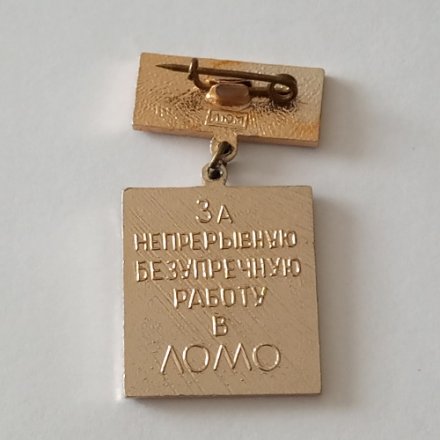 ЗА
НЕПРЕРЫВНУЮ
БЕЗУПРЕЧНУЮ
РАБОТУ
В
ЛОМО